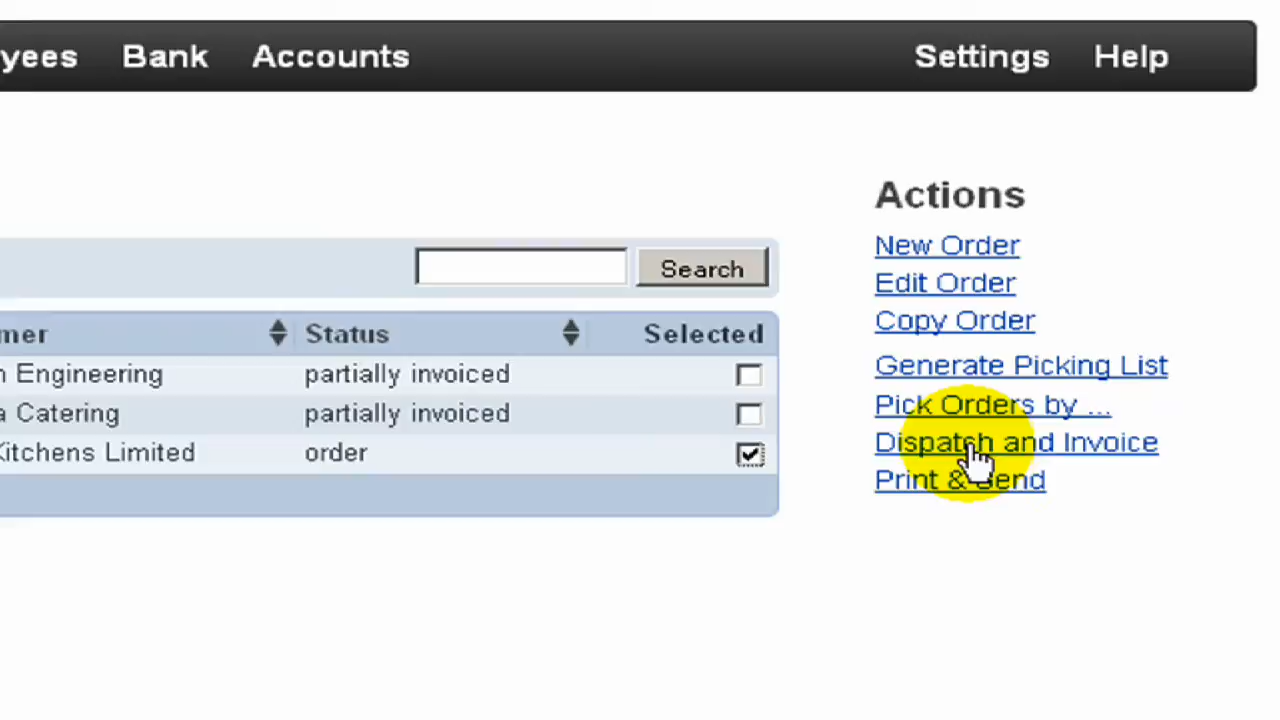 yees Bank Accounts Settings Help
Actions
New Order
Edit Order
Copy Order
Generate Picking List
Pick Orders by ...
Dispatch and Invoice
Print & Send
Search
mer Status Selected
n Engineering partially invoiced
a Catering partially invoiced
Kitchens Limited order